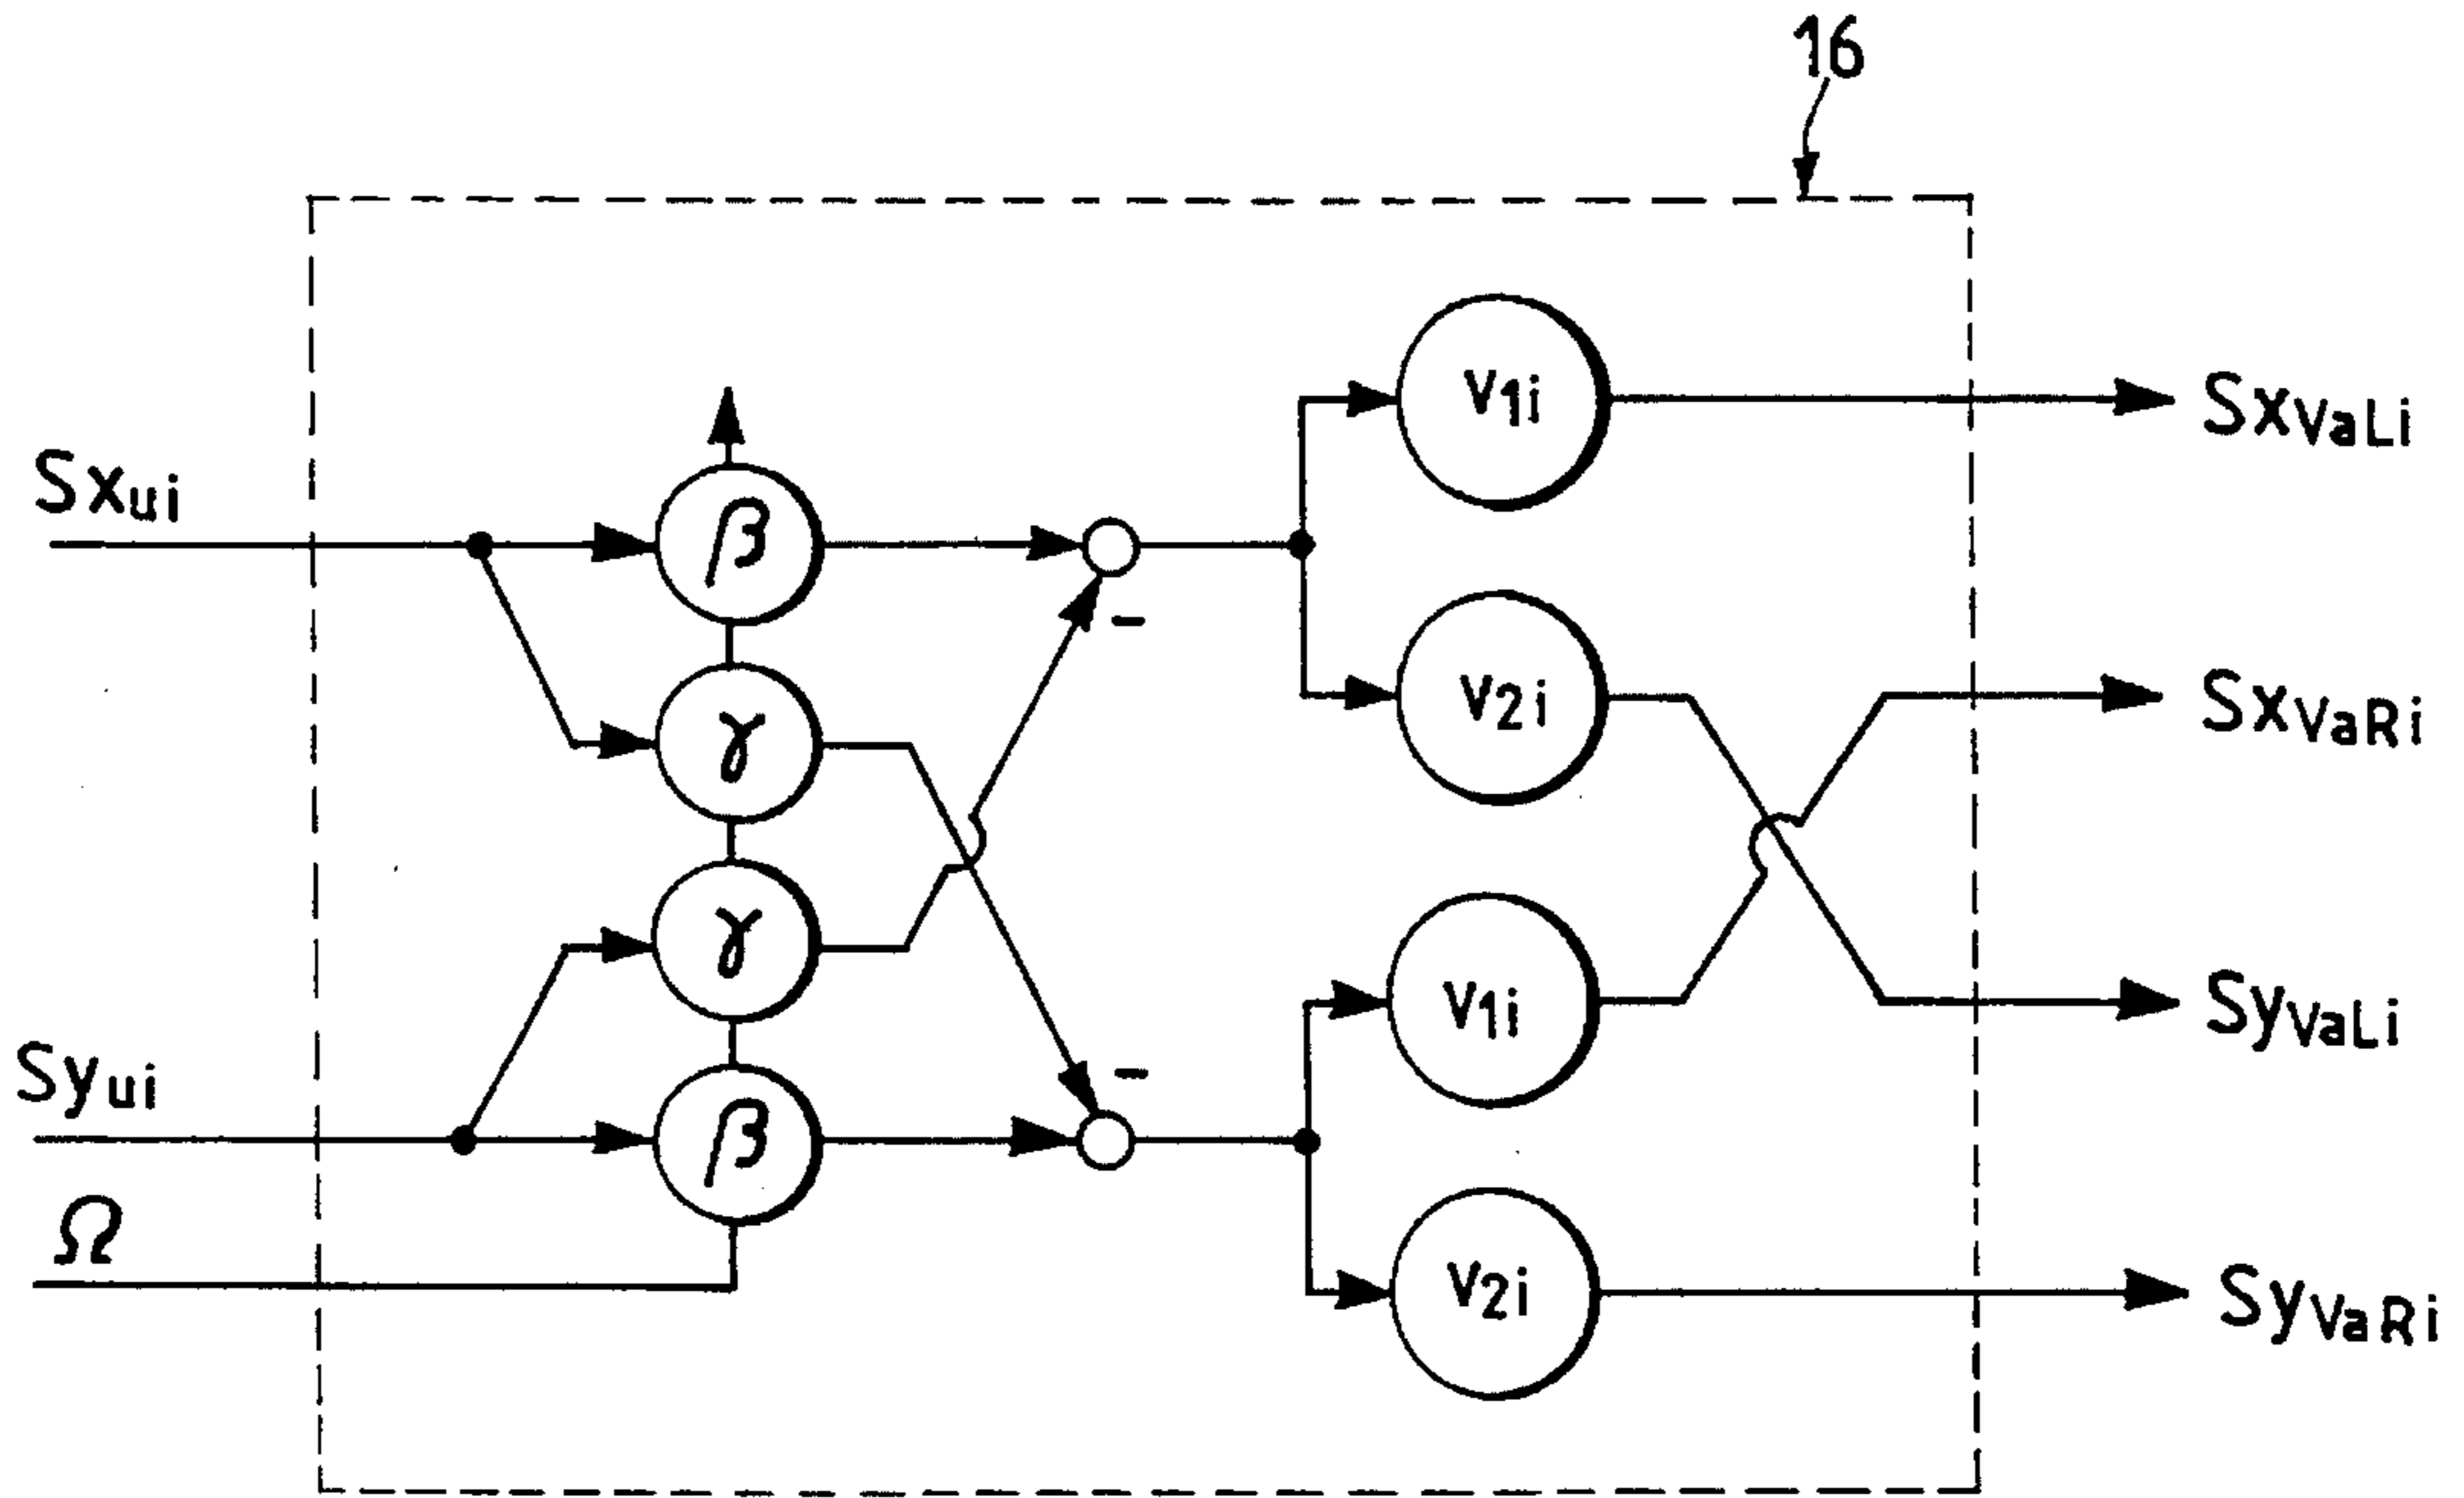 16
Sxui
β
γ
γ
β
Syui
Ω
-
-
v1i
v2i
v1i
v2i
SxVaLi
SxVaRi
SyVaLi
SyVaRi